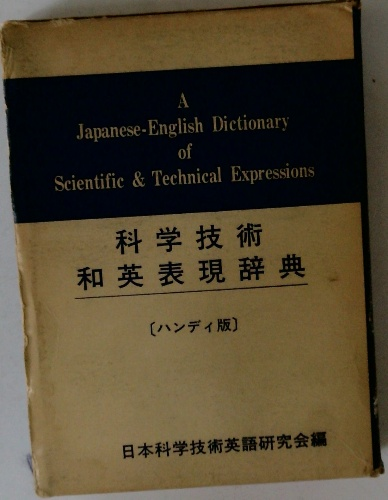 A
Japanese-English Dictionary
of
Scientific & Technical Expressions
科学技術
和英表現辞典
〔ハンディ版〕
日本科学技術英語研究会編